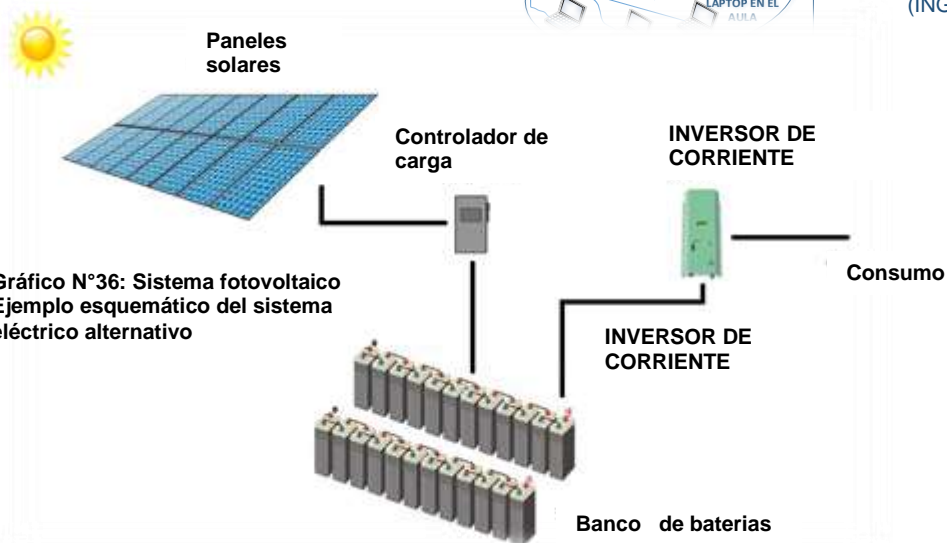 LAPTOP EN EL
AULA
(ING
Paneles
solares
Controlador de
carga
INVERSOR DE
CORRIENTE
Gráfico N°36: Sistema fotovoltaico
Ejemplo esquemático del sistema
eléctrico alternativo
Consumo
INVERSOR DE
CORRIENTE
Banco de baterias